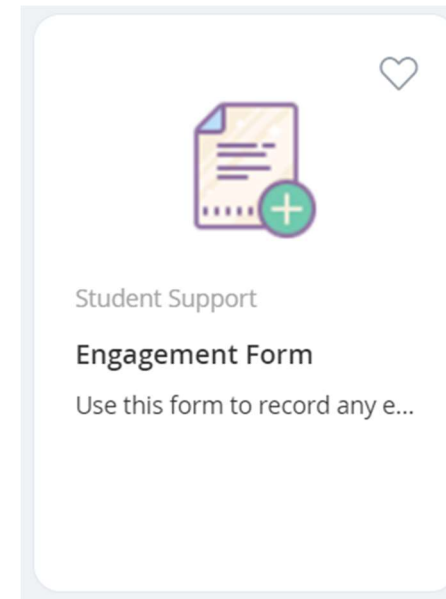 Student Support
Engagement Form
Use this form to record any e...